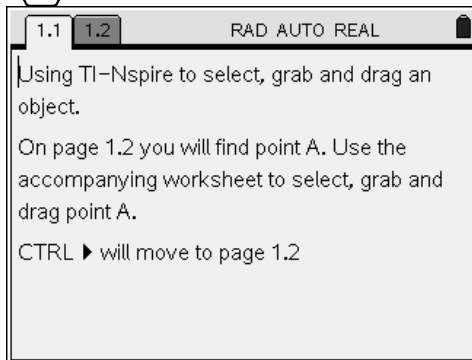 1.1 1.2 RAD AUTO REAL
Using TI-Nspire to select, grab and drag an
object.
On page 1.2 you will find point A. Use the
accompanying worksheet to select, grab and
drag point A.
CTRL ▶ will move to page 1.2